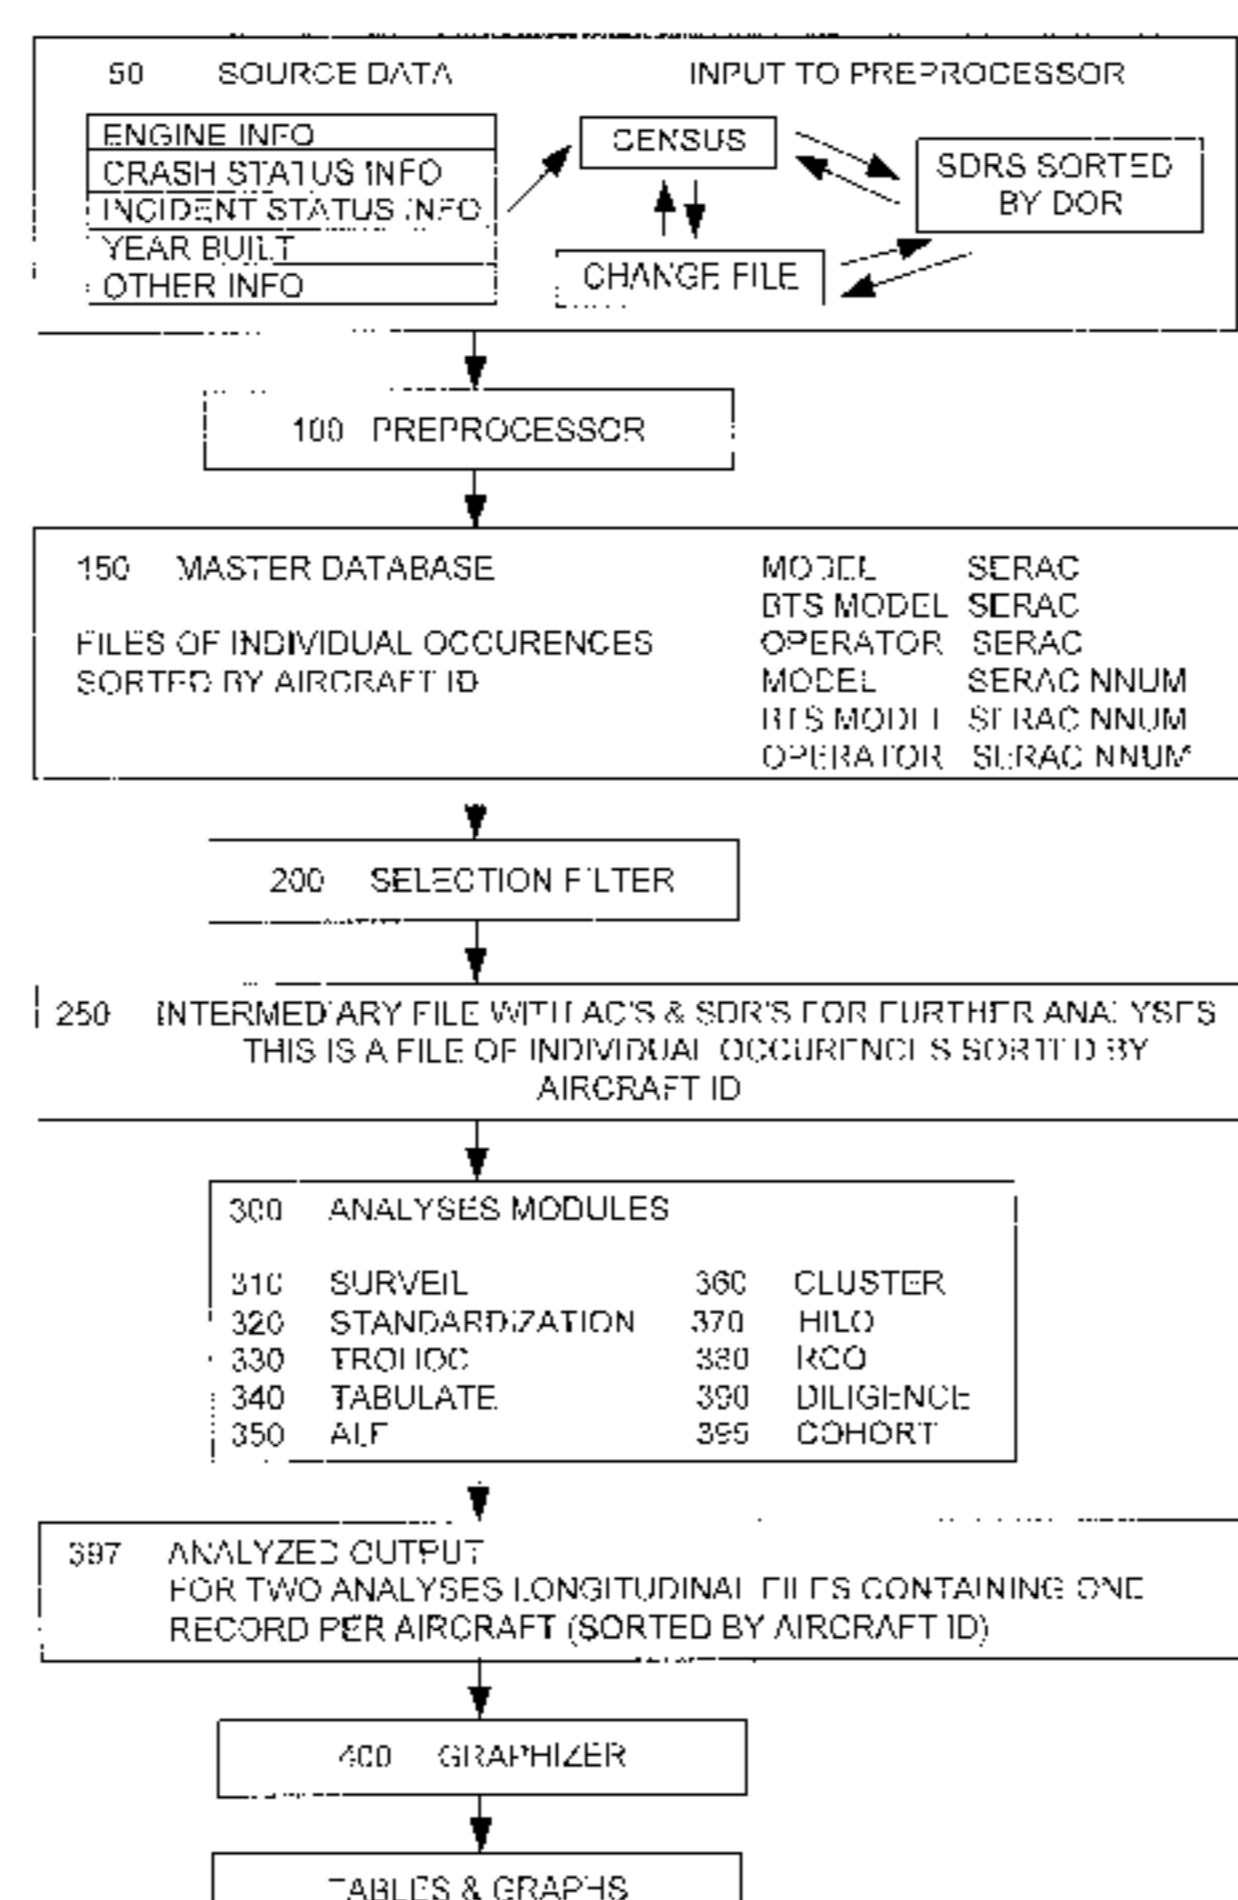 50 SOURCE DATA INPUT TO PREPROCESSOR
ENGINE INFO
CRASH STATUS INFO
INCIDENT STATUS INFO
YEAR BUILT
OTHER INFO
CENSUS
SDRS SORTED
BY DOR
CHANGE FILE
100 PREPROCESSOR
150 MASTER DATABASE
FILES OF INDIVIDUAL OCCURENCES
SORTED BY AIRCRAFT ID
MODEL SERAC
BTS MODEL SERAC
OPERATOR SERAC
MODEL SERAC NNUM
BTS MODEL SERAC NNUM
OPERATOR SERAC NNUM
200 SELECTION FILTER
250 INTERMEDIARY FILE WITH AC'S & SDR'S FOR FURTHER ANALYSES
THIS IS A FILE OF INDIVIDUAL OCCURENCES SORTED BY
AIRCRAFT ID
300 ANALYSES MODULES
310 SURVEIL 360 CLUSTER
320 STANDARDIZATION 370 HILO
330 TROHOC 380 RCO
340 TABULATE 390 DILIGENCE
350 ALF 395 COHORT
397 ANALYZED OUTPUT
FOR TWO ANALYSES LONGITUDINAL FILES CONTAINING ONE
RECORD PER AIRCRAFT (SORTED BY AIRCRAFT ID)
400 GRAPHIZER
TABLES & GRAPHS